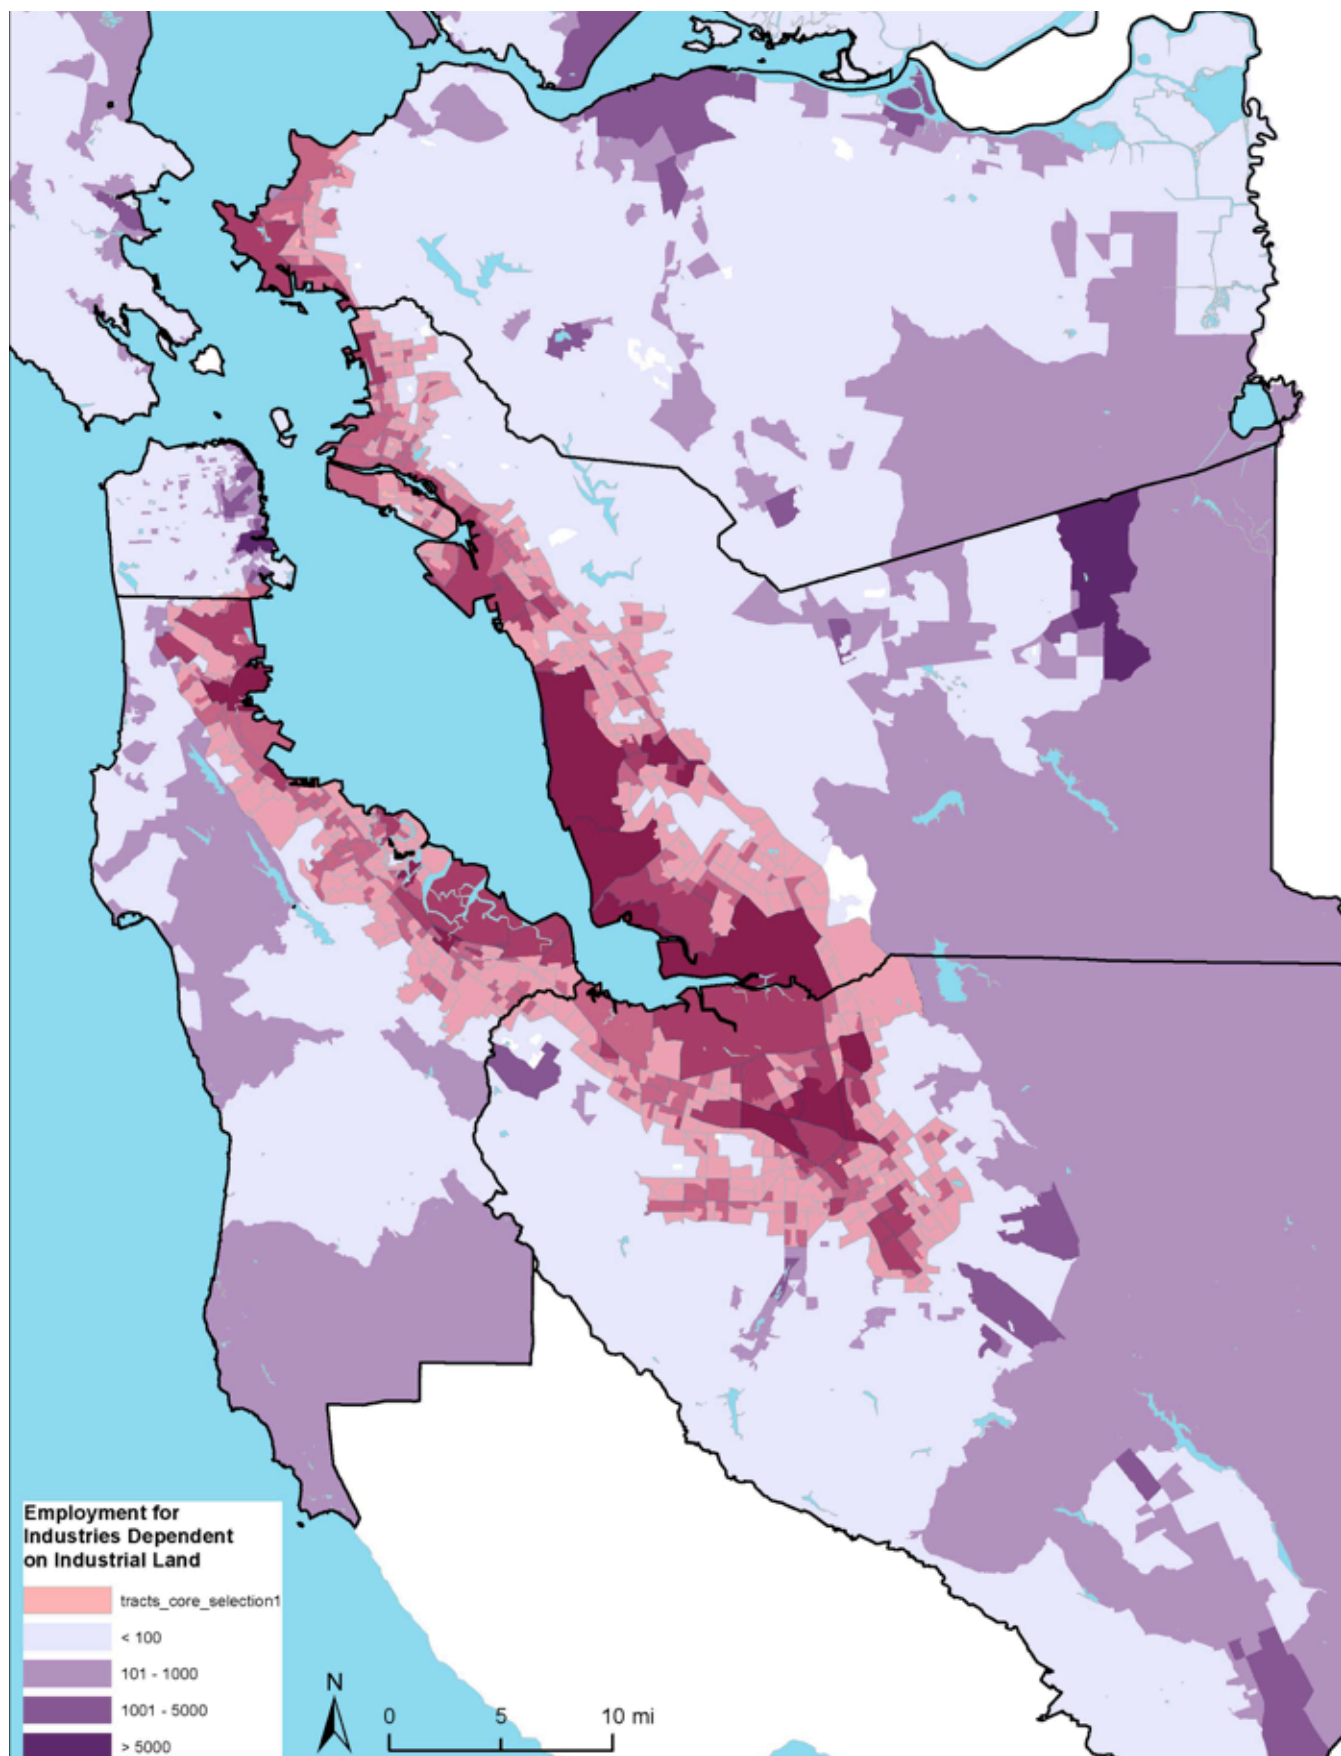 Employment for
Industries Dependent
on Industrial Land
tracts_core_selection1
< 100
101 - 1000
1001 - 5000
> 5000
N
0 5 10 mi